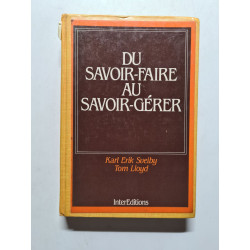 DU
SAVOIR-FAIRE
AU
SAVOIR-GÉRER
Karl Erik Sveiby
Tom Lloyd
InterEditions